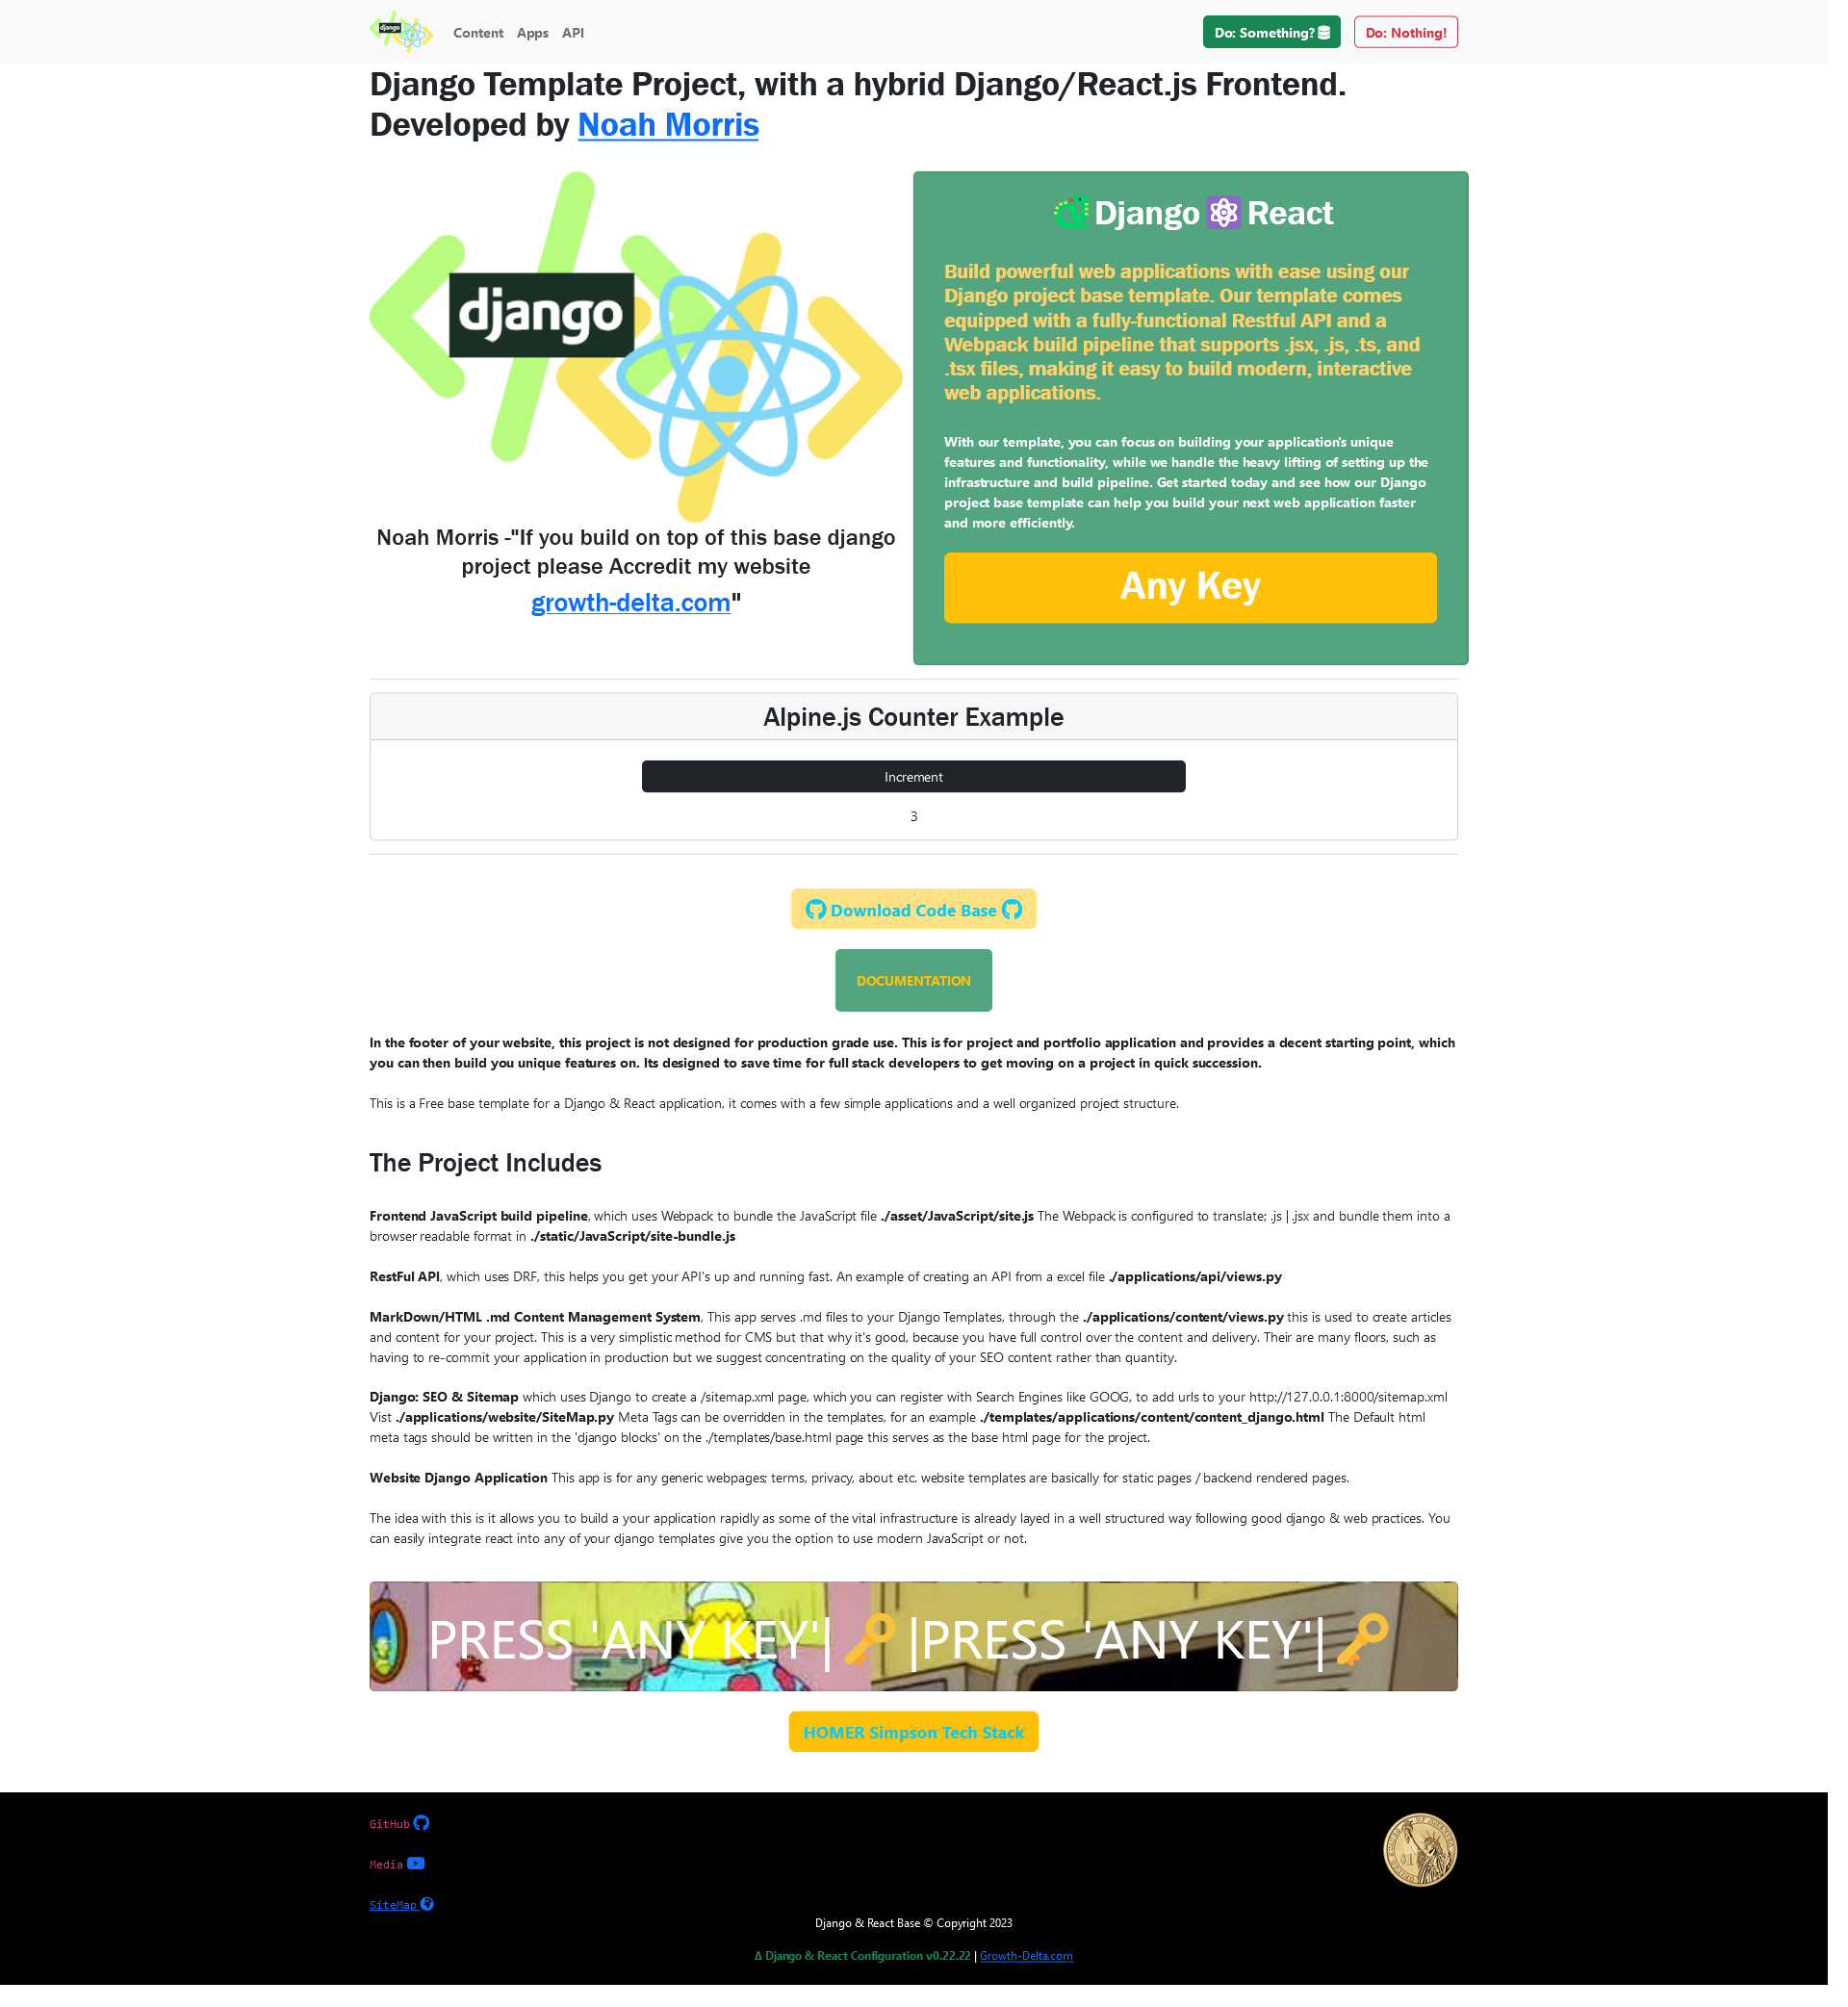 django
Content Apps API
Do: Something? Do: Nothing!
Django Template Project, with a hybrid Django/React.js Frontend.
Developed by Noah Morris
django
Noah Morris -"If you build on top of this base django
project please Accredit my website
growth-delta.com"
Django React
Build powerful web applications with ease using our
Django project base template. Our template comes
equipped with a fully-functional Restful API and a
Webpack build pipeline that supports .jsx, .js, .ts, and
.tsx files, making it easy to build modern, interactive
web applications.
With our template, you can focus on building your application's unique
features and functionality, while we handle the heavy lifting of setting up the
infrastructure and build pipeline. Get started today and see how our Django
project base template can help you build your next web application faster
and more efficiently.
Any Key
Alpine.js Counter Example
Increment
3
Download Code Base
DOCUMENTATION
In the footer of your website, this project is not designed for production grade use. This is for project and portfolio application and provides a decent starting point, which
you can then build you unique features on. Its designed to save time for full stack developers to get moving on a project in quick succession.
This is a Free base template for a Django & React application, it comes with a few simple applications and a well organized project structure.
The Project Includes
Frontend JavaScript build pipeline, which uses Webpack to bundle the JavaScript file ./asset/JavaScript/site.js The Webpack is configured to translate; .js | .jsx and bundle them into a
browser readable format in ./static/JavaScript/site-bundle.js
RestFul API, which uses DRF, this helps you get your API's up and running fast. An example of creating an API from a excel file ./applications/api/views.py
MarkDown/HTML .md Content Management System, This app serves .md files to your Django Templates, through the ./applications/content/views.py this is used to create articles
and content for your project. This is a very simplistic method for CMS but that why it's good, because you have full control over the content and delivery. Their are many floors, such as
having to re-commit your application in production but we suggest concentrating on the quality of your SEO content rather than quantity.
Django: SEO & Sitemap which uses Django to create a /sitemap.xml page, which you can register with Search Engines like GOOG, to add urls to your http://127.0.0.1:8000/sitemap.xml
Vist ./applications/website/SiteMap.py Meta Tags can be overridden in the templates, for an example ./templates/applications/content/content_django.html The Default html
meta tags should be written in the 'django blocks' on the ./templates/base.html page this serves as the base html page for the project.
Website Django Application This app is for any generic webpages; terms, privacy, about etc. website templates are basically for static pages / backend rendered pages.
The idea with this is it allows you to build a your application rapidly as some of the vital infrastructure is already layed in a well structured way following good django & web practices. You
can easily integrate react into any of your django templates give you the option to use modern JavaScript or not.
PRESS 'ANY KEY'| |PRESS 'ANY KEY'|
HOMER Simpson Tech Stack
GitHub
Media
SiteMap
$1
Django & React Base © Copyright 2023
Δ Django & React Configuration v0.22.22 | Growth-Delta.com